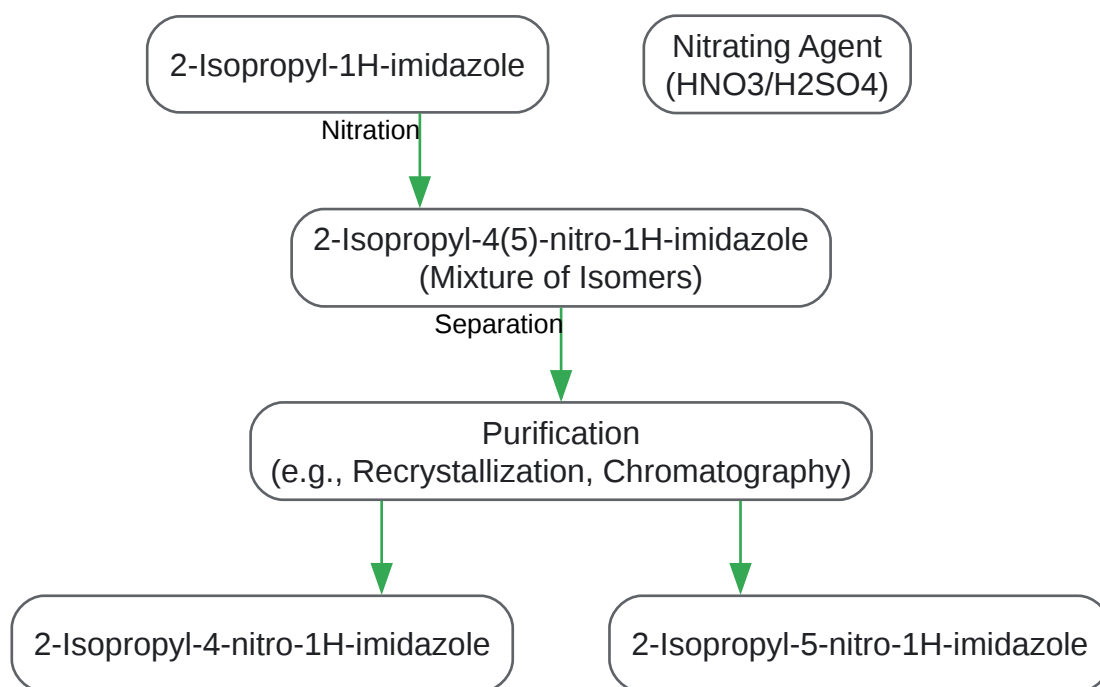 2-Isopropyl-1H-imidazole
Nitrating Agent
(HNO3/H2SO4)
Nitration
2-Isopropyl-4(5)-nitro-1H-imidazole
(Mixture of Isomers)
Separation
Purification
(e.g., Recrystallization, Chromatography)
2-Isopropyl-4-nitro-1H-imidazole
2-Isopropyl-5-nitro-1H-imidazole